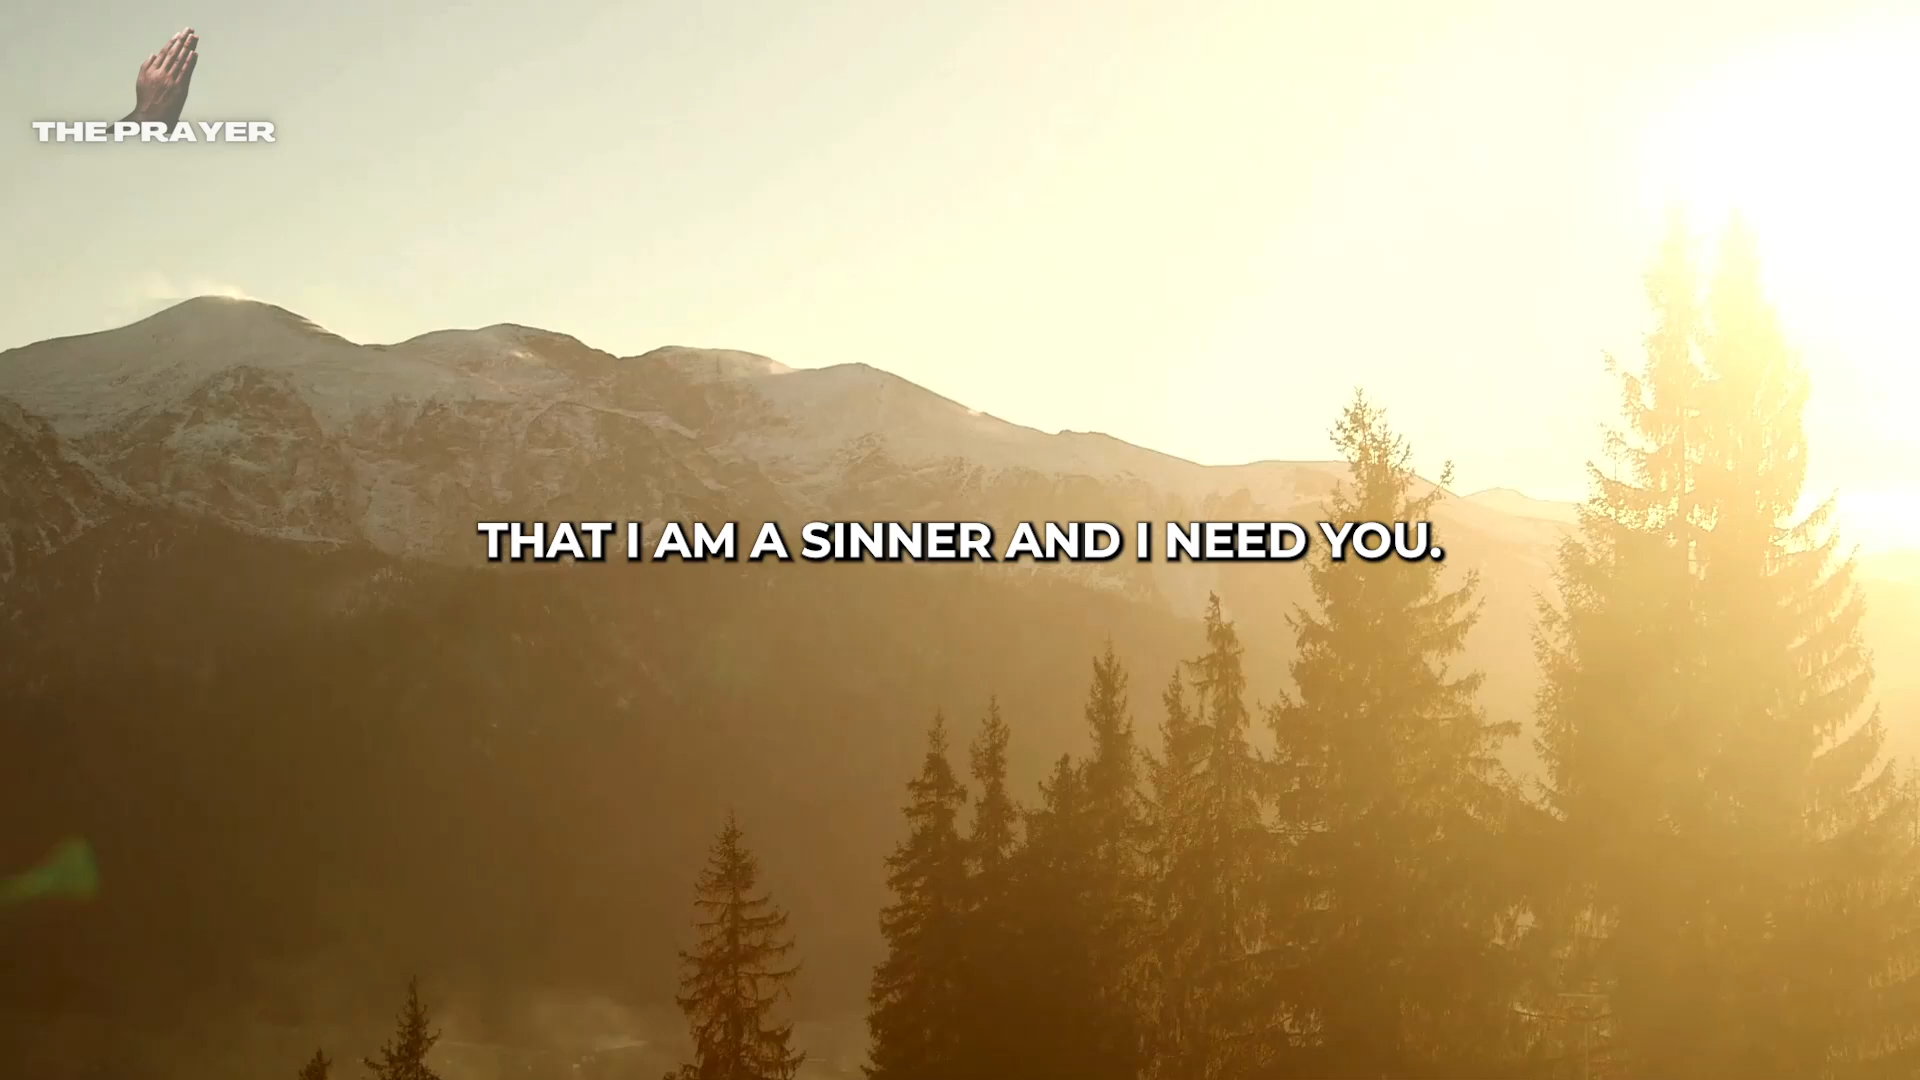 THE PRAYER
THAT I AM A SINNER AND I NEED YOU.